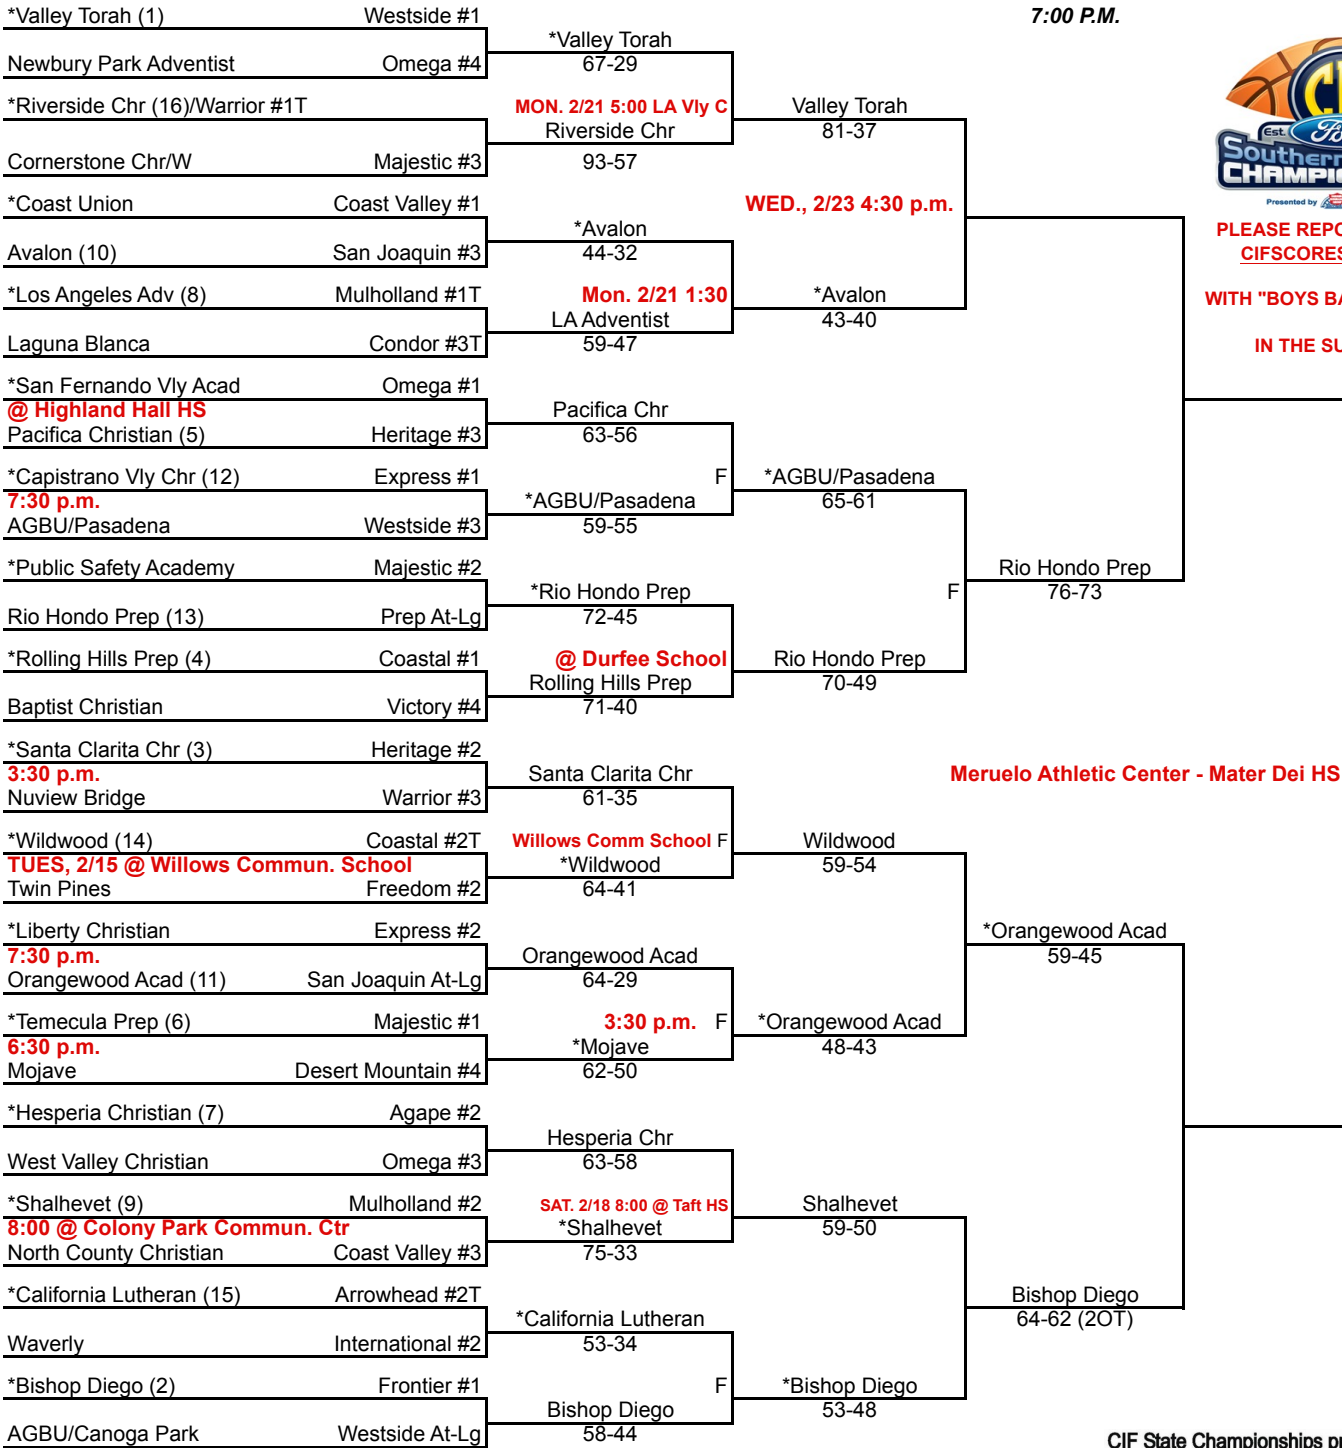 *Valley Torah (1) Westside #1
Newbury Park Adventist Omega #4
*Riverside Chr (16)/Warrior #1T
Cornerstone Chr/W Majestic #3
*Coast Union Coast Valley #1
Avalon (10) San Joaquin #3
*Los Angeles Adv (8) Mulholland #1T
Laguna Blanca Condor #3T
*San Fernando Vly Acad Omega #1
@ Highland Hall HS
Pacifica Christian (5) Heritage #3
*Capistrano Vly Chr (12) Express #1
7:30 p.m.
AGBU/Pasadena Westside #3
*Public Safety Academy Majestic #2
Rio Hondo Prep (13) Prep At-Lg
*Rolling Hills Prep (4) Coastal #1
Baptist Christian Victory #4
*Santa Clarita Chr (3) Heritage #2
3:30 p.m.
Nuview Bridge Warrior #3
*Wildwood (14) Coastal #2T
TUES, 2/15 @ Willows Commun. School
Twin Pines Freedom #2
*Liberty Christian Express #2
7:30 p.m.
Orangewood Acad (11) San Joaquin At-Lg
*Temecula Prep (6) Majestic #1
6:30 p.m.
Mojave Desert Mountain #4
*Hesperia Christian (7) Agape #2
West Valley Christian Omega #3
*Shalhevet (9) Mulholland #2
8:00 @ Colony Park Commun. Ctr
North County Christian Coast Valley #3
*California Lutheran (15) Arrowhead #2T
Waverly International #2
*Bishop Diego (2) Frontier #1
AGBU/Canoga Park Westside At-Lg
*Valley Torah
67-29
MON. 2/21 5:00 LA Vly C
Riverside Chr
93-57
*Avalon
44-32
Mon. 2/21 1:30
LA Adventist
59-47
Pacifica Chr
63-56
F
*AGBU/Pasadena
59-55
*Rio Hondo Prep
72-45
@ Durfee School
Rolling Hills Prep
71-40
Santa Clarita Chr
61-35
Willows Comm School F
*Wildwood
64-41
Orangewood Acad
64-29
3:30 p.m. F
*Mojave
62-50
Hesperia Chr
63-58
SAT. 2/18 8:00 @ Taft HS
*Shalhevet
75-33
*California Lutheran
53-34
F
Bishop Diego
58-44
Valley Torah
81-37
WED., 2/23 4:30 p.m.
*Avalon
43-40
*AGBU/Pasadena
65-61
F
Rio Hondo Prep
70-49
Wildwood
59-54
*Orangewood Acad
48-43
Shalhevet
59-50
*Bishop Diego
53-48
Rio Hondo Prep
76-73
*Orangewood Acad
59-45
Bishop Diego
64-62 (2OT)
7:00 P.M.
Est.
Presented by
PLEASE
WITH "BOYS
IN THE
Meruelo Athletic Center - Mater Dei HS
CIF State Championships